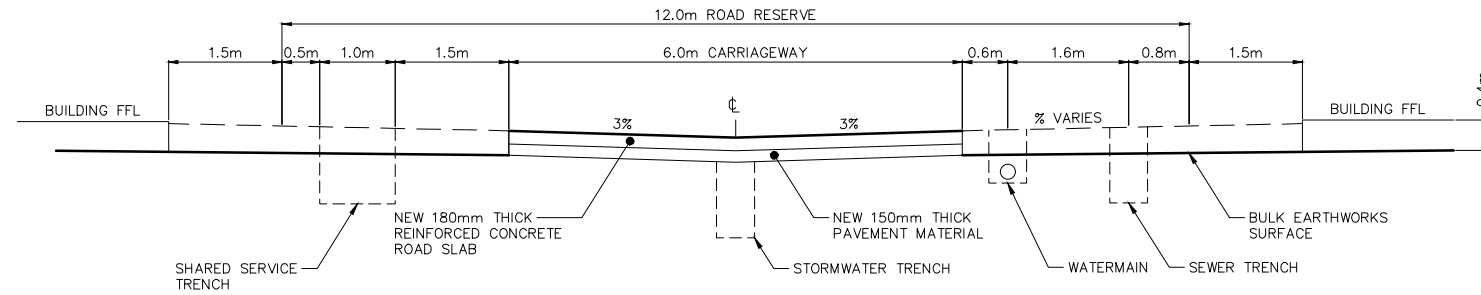 12.0m ROAD RESERVE
1.5m
0.5m
1.0m
1.5m
6.0m CARRIAGEWAY
0.6m
1.6m
0.8m
1.5m
BUILDING FFL
℄
3%
3%
% VARIES
BUILDING FFL
NEW 180mm THICK
REINFORCED CONCRETE
ROAD SLAB
NEW 150mm THICK
PAVEMENT MATERIAL
BULK EARTHWORKS
SURFACE
SHARED SERVICE
TRENCH
STORMWATER TRENCH
WATERMAIN
SEWER TRENCH